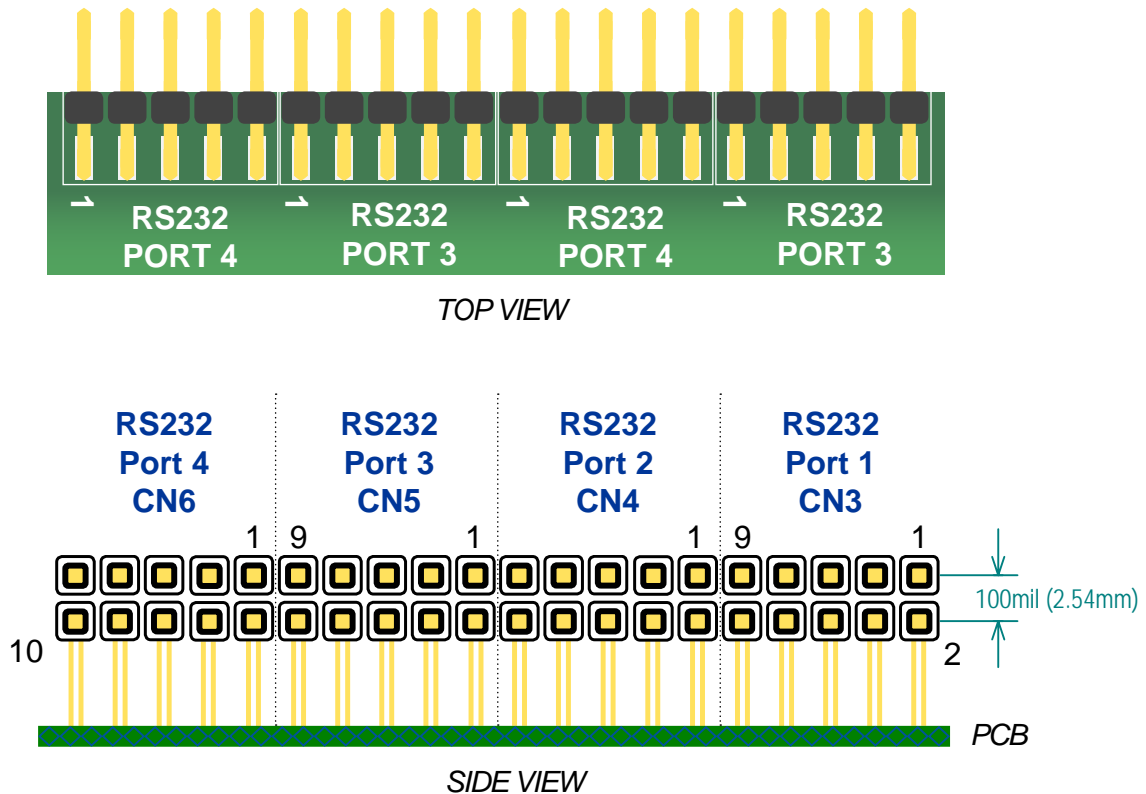 1 1 1 1
RS232
PORT 4
RS232
PORT 3
RS232
PORT 4
RS232
PORT 3
TOP VIEW
RS232
Port 4
CN6
RS232
Port 3
CN5
RS232
Port 2
CN4
RS232
Port 1
CN3
1 9 1 1 9 1
100mil (2.54mm)
10
2
PCB
SIDE VIEW